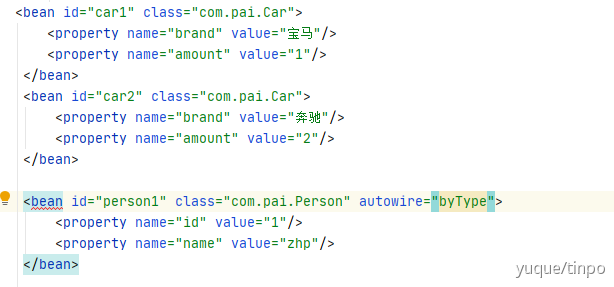 <bean id="car1" class="com.pai.Car">
<property name="brand" value="宝马"/>
<property name="amount" value="1"/>
</bean>
<bean id="car2" class="com.pai.Car">
<property name="brand" value="奔驰"/>
<property name="amount" value="2"/>
</bean>
<bean id="person1" class="com.pai.Person" autowire="byType">
<property name="id" value="1"/>
<property name="name" value="zhp"/>
</bean>
yuque/tinpo